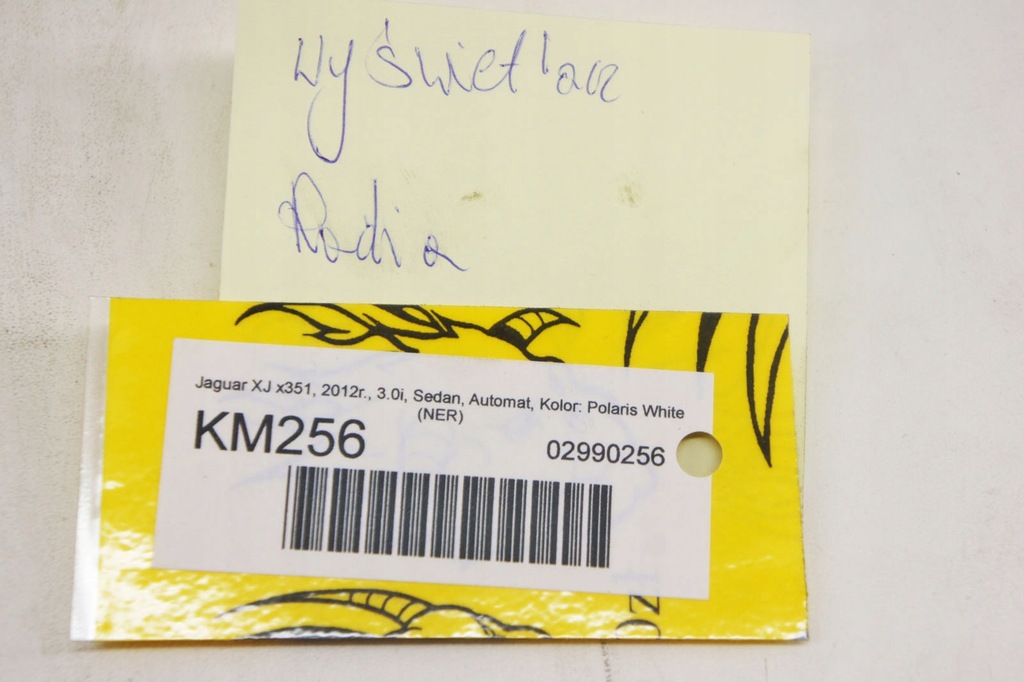 Wyświetlacz
Radia
Jaguar XJ x351, 2012r., 3.0i, Sedan, Automat, Kolor: Polaris White
(NER)
KM256
02990256